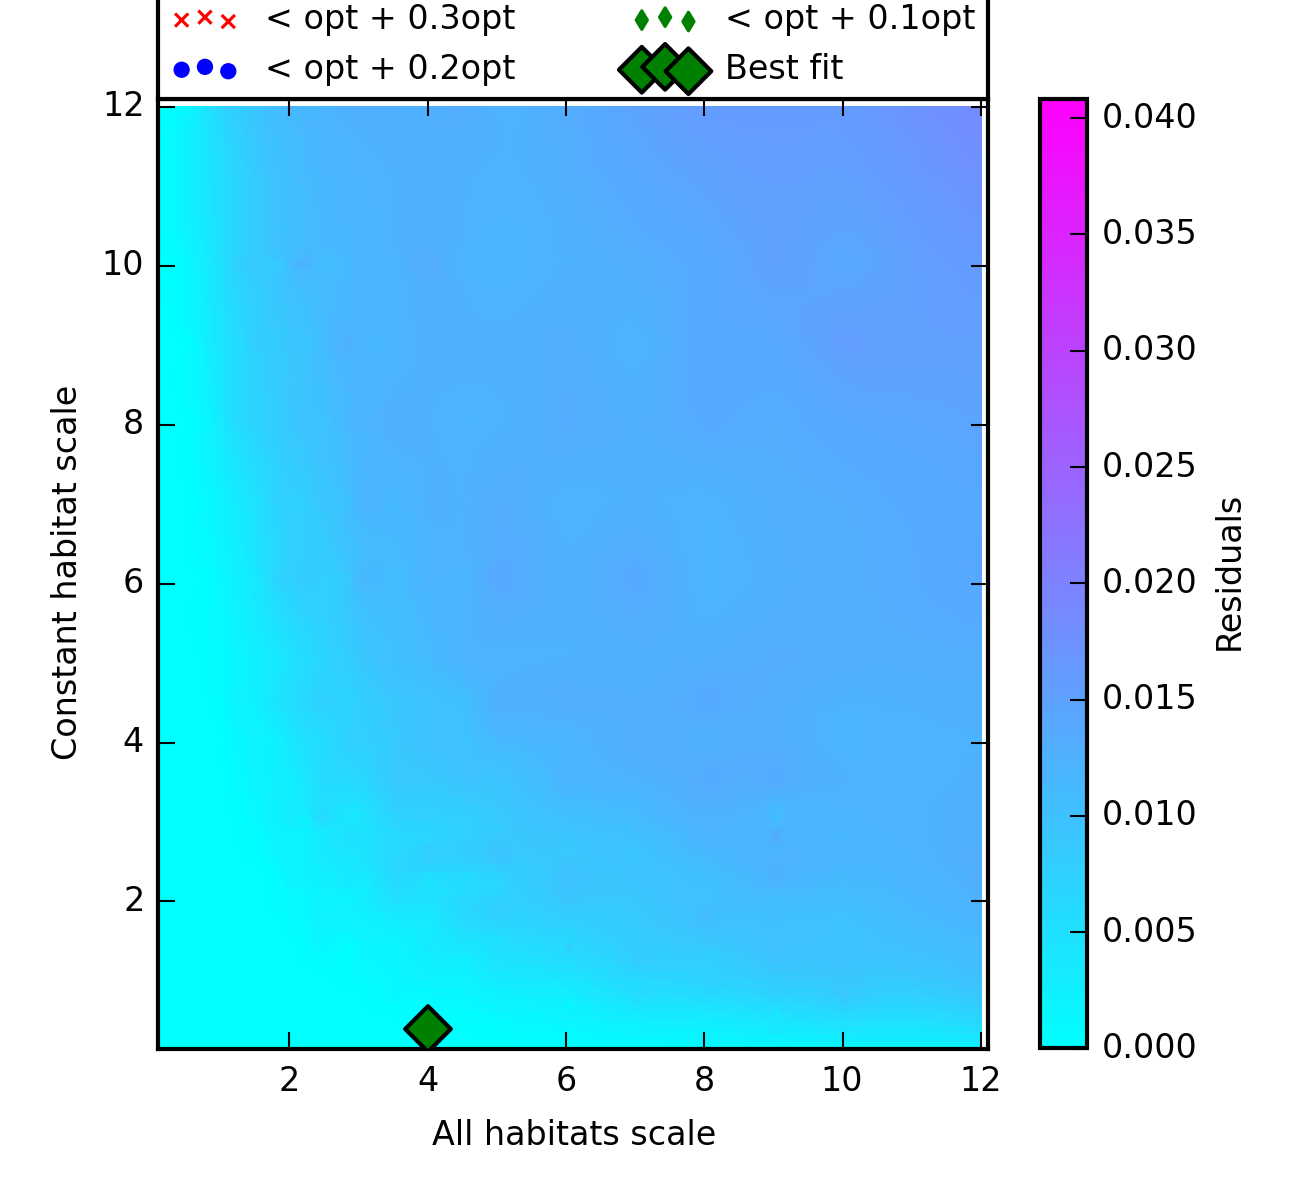 < opt + 0.3opt
< opt + 0.1opt
< opt + 0.2opt
Best fit
12
10
8
6
4
2
Constant habitat scale
2 4 6 8 10 12
All habitats scale
0.040
0.035
0.030
0.025
0.020
0.015
0.010
0.005
0.000
Residuals